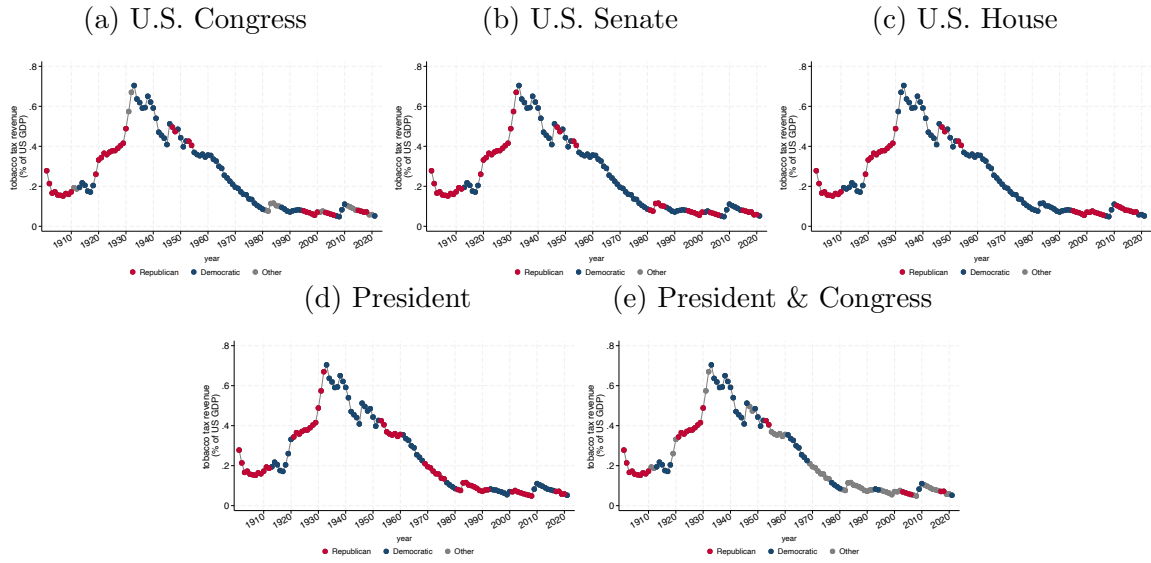 (a) U.S. Congress
.8
.6
.4
.2
0
tobacco tax revenue
(% of US GDP)
1910 1920 1930 1940 1950 1960 1970 1980 1990 2000 2010 2020
year
Republican Democratic Other
(b) U.S. Senate
.8
.6
.4
.2
0
tobacco tax revenue
(% of US GDP)
1910 1920 1930 1940 1950 1960 1970 1980 1990 2000 2010 2020
year
Republican Democratic Other
(c) U.S. House
.8
.6
.4
.2
0
tobacco tax revenue
(% of US GDP)
1910 1920 1930 1940 1950 1960 1970 1980 1990 2000 2010 2020
year
Republican Democratic Other
(d) President
.8
.6
.4
.2
0
tobacco tax revenue
(% of US GDP)
1910 1920 1930 1940 1950 1960 1970 1980 1990 2000 2010 2020
year
Republican Democratic Other
(e) President & Congress
.8
.6
.4
.2
0
tobacco tax revenue
(% of US GDP)
1910 1920 1930 1940 1950 1960 1970 1980 1990 2000 2010 2020
year
Republican Democratic Other